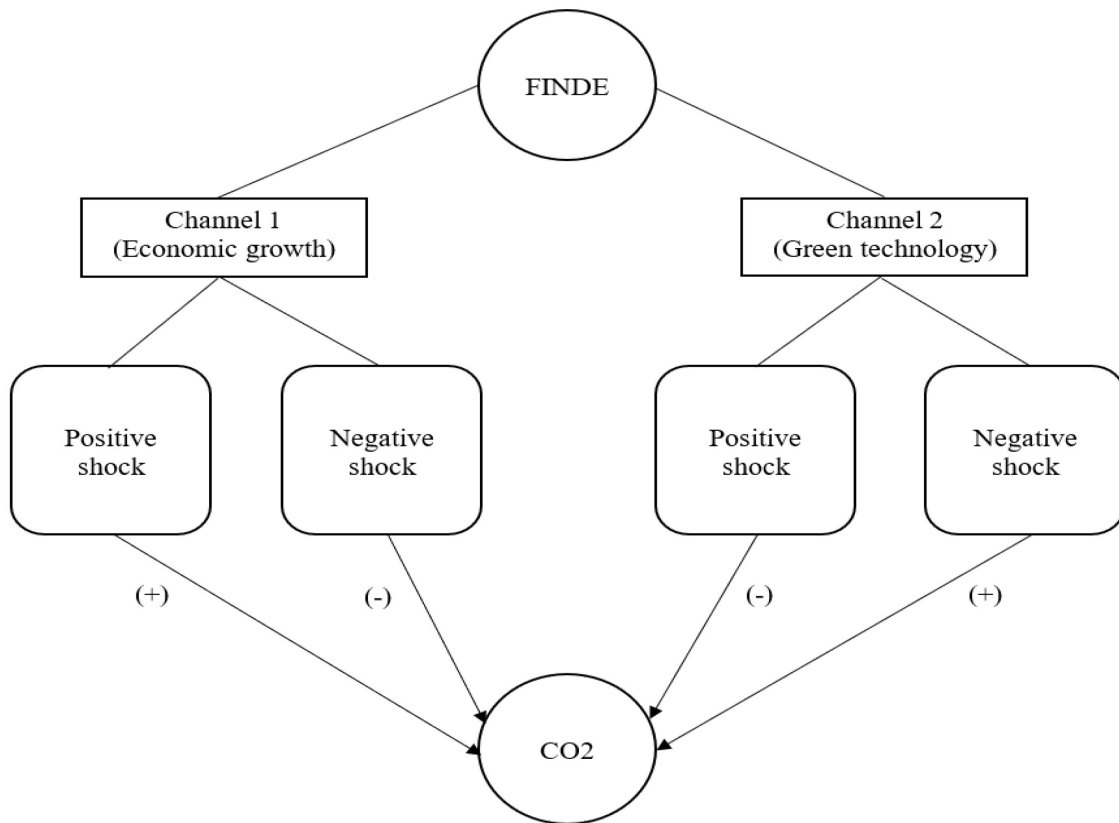 FINDE
Channel 1
(Economic growth)
Channel 2
(Green technology)
Positive
shock
Negative
shock
Positive
shock
Negative
shock
(+)
(-)
(-)
(+)
CO2